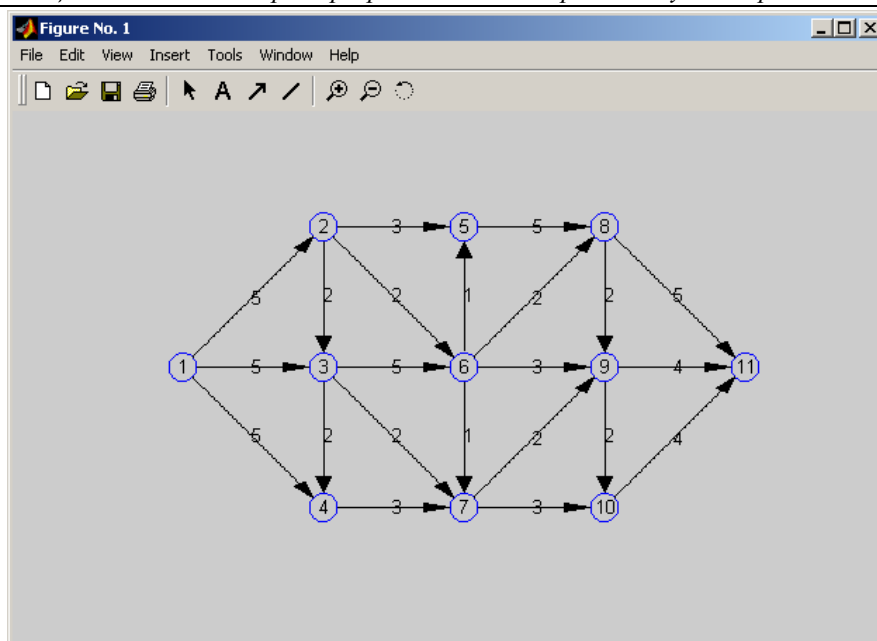 Figure No. 1
File Edit View Insert Tools Window Help
A
2 3 5 5 8
5 2 2 1 2 2 5
1 5 3 5 6 3 9 4 11
5 2 2 1 2 2 4
4 3 7 3 10